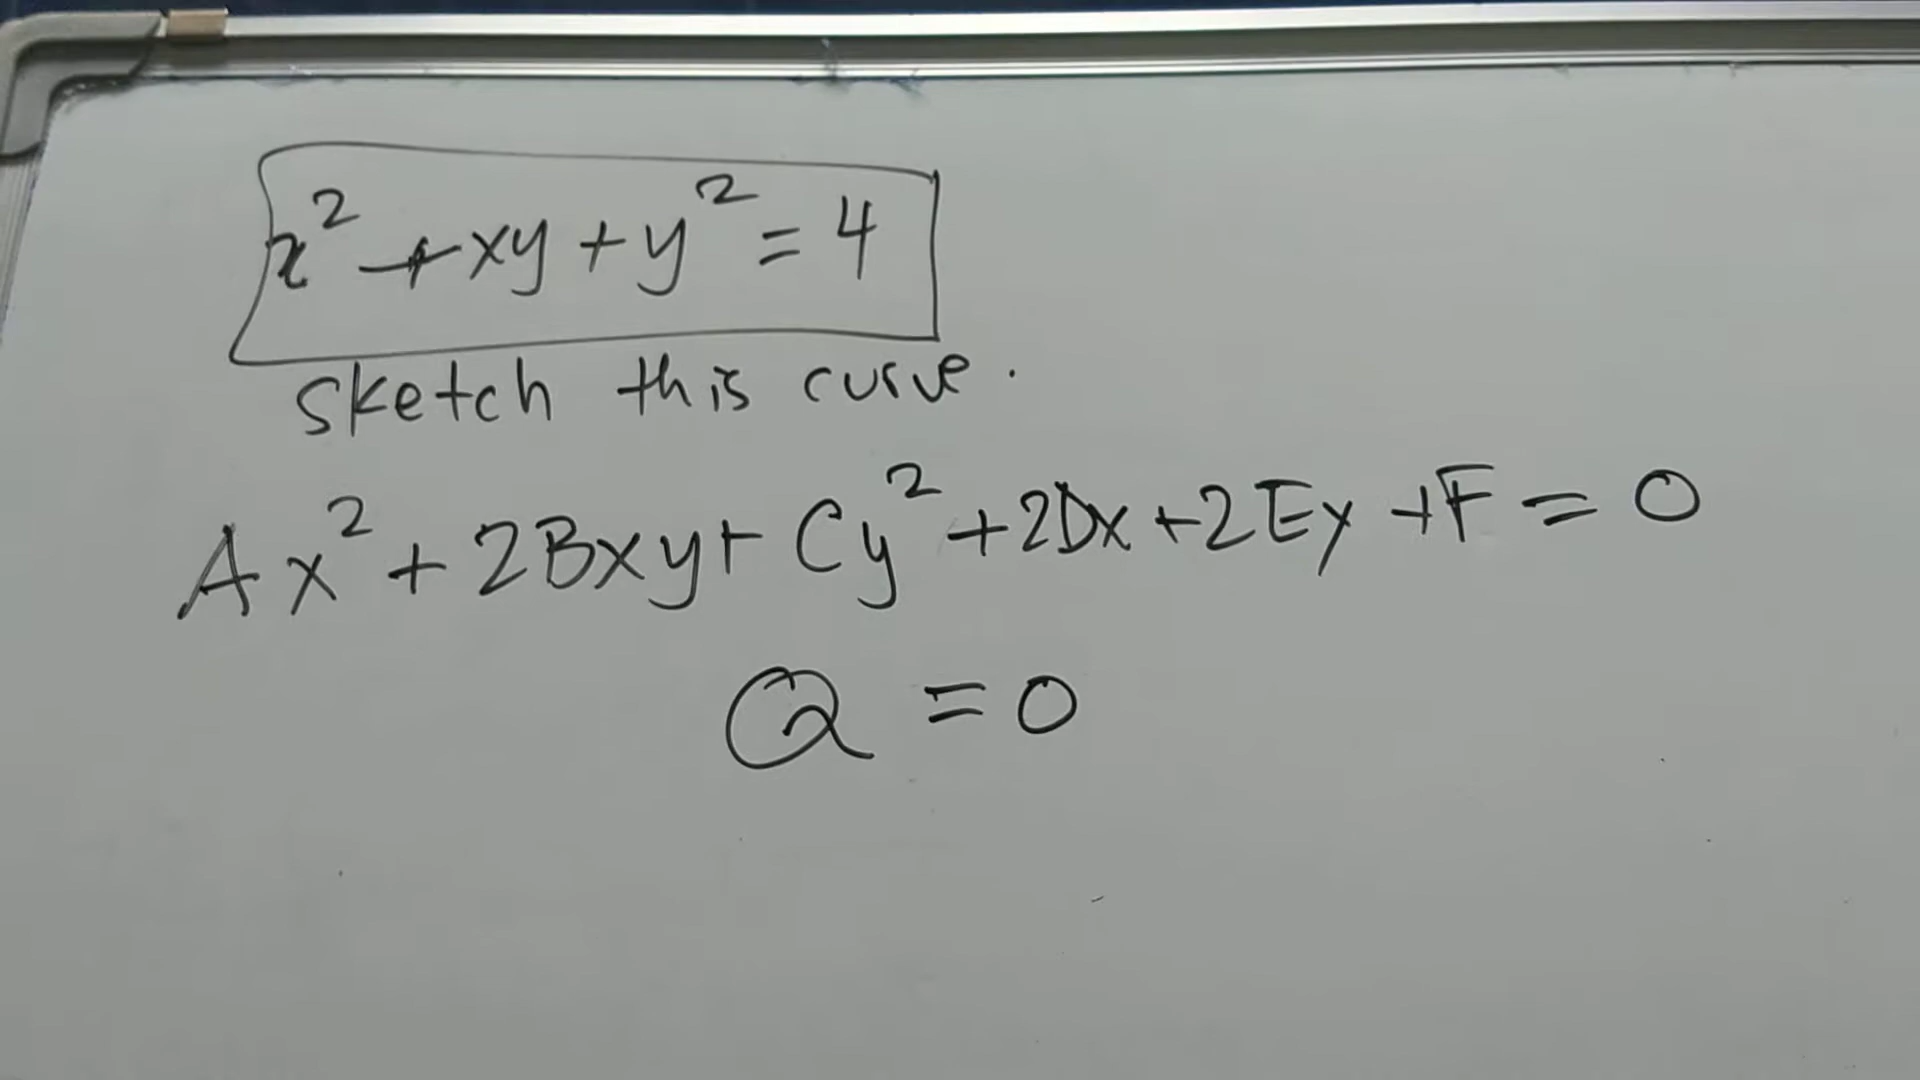 x² + xy + y² = 4
sketch this curve.
Ax² + 2Bxy + Cy² + 2Dx + 2Ey + F = 0
Q = 0